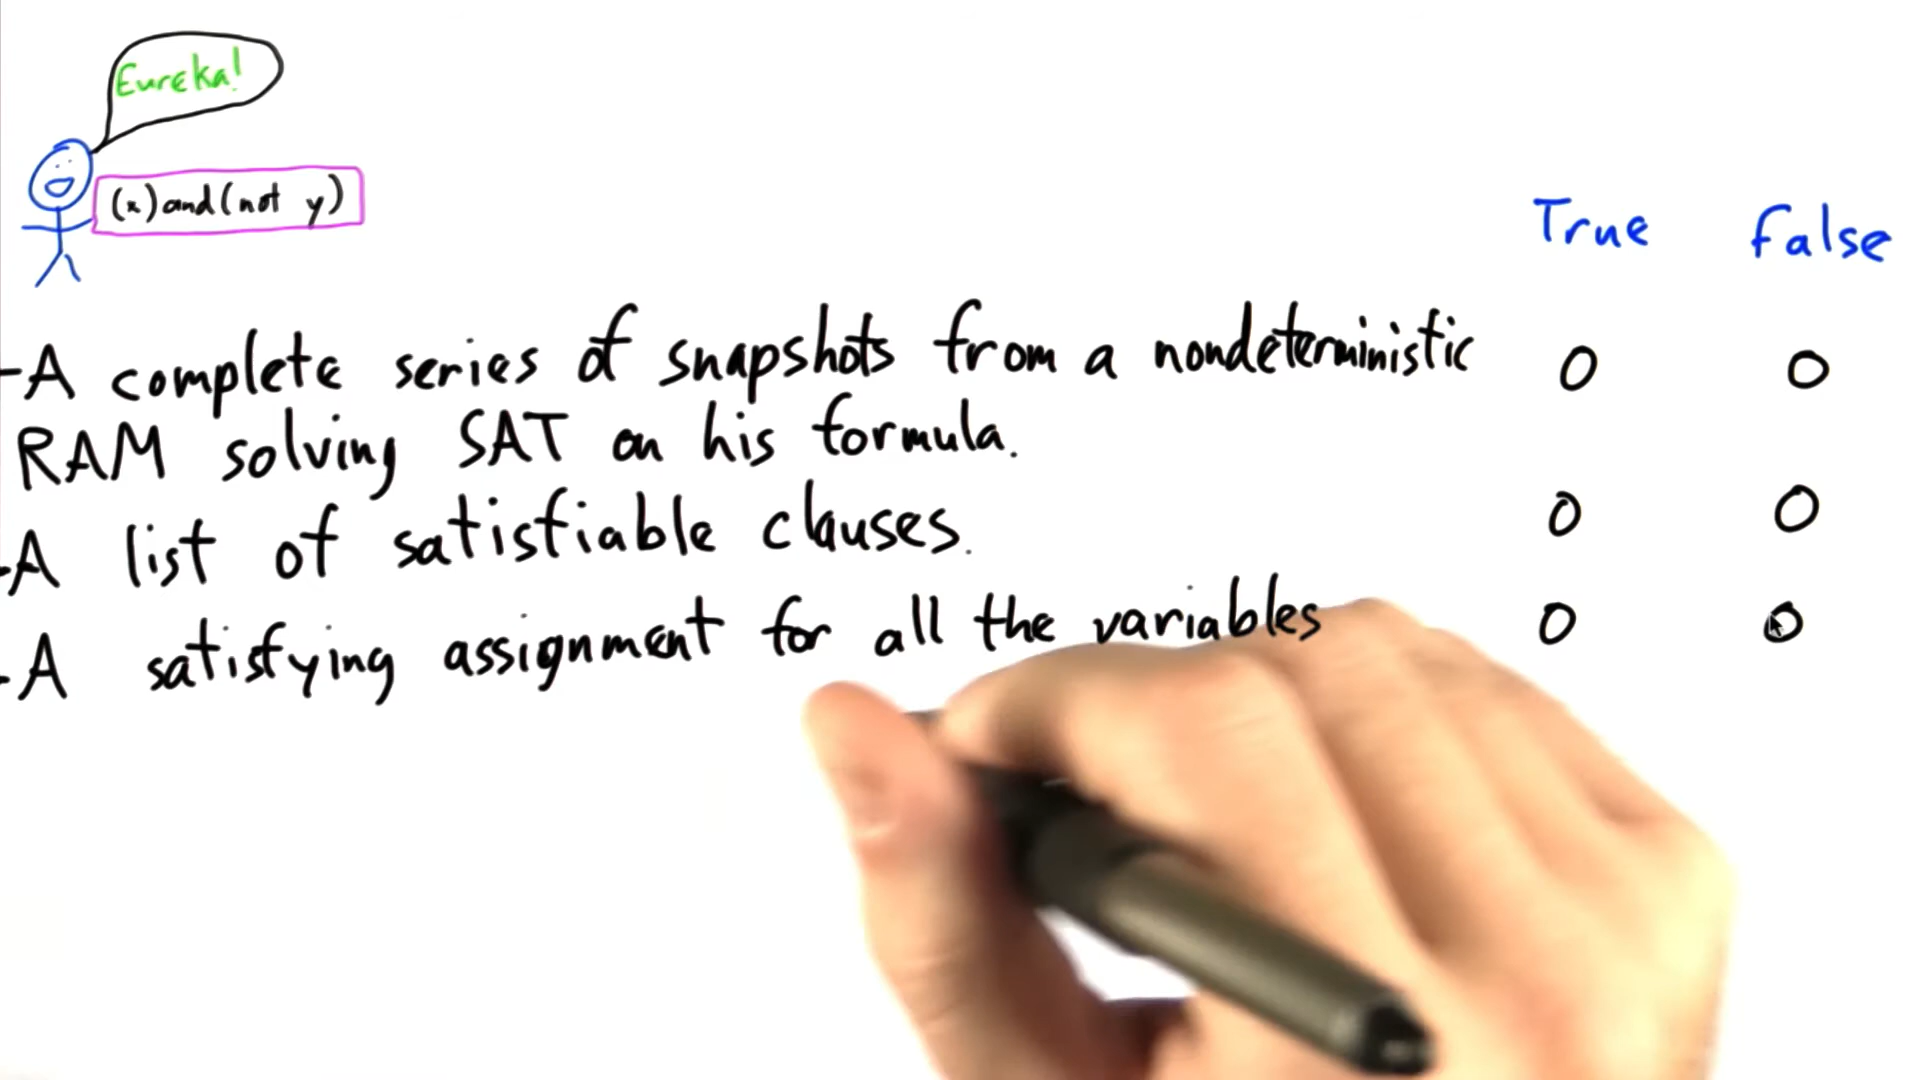 Eureka!
(x)and(not y)
True False
-A complete series of snapshots from a nondeterministic O O
RAM solving SAT on his formula.
-A list of satisfiable clauses. O O
-A satisfying assignment for all the variables O O